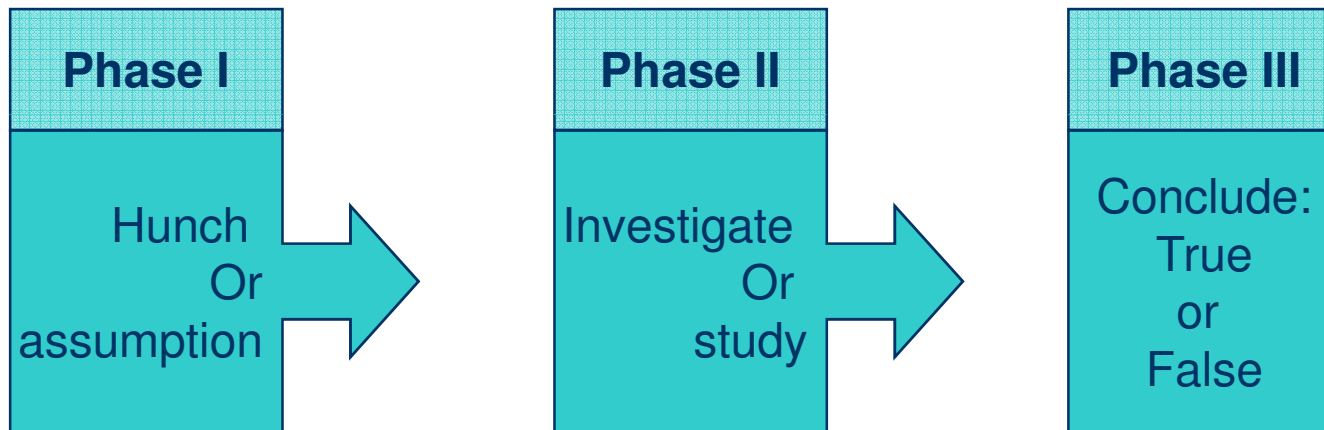 Phase I
Hunch
Or
assumption
Phase II
Investigate
Or
study
Phase III
Conclude:
True
or
False